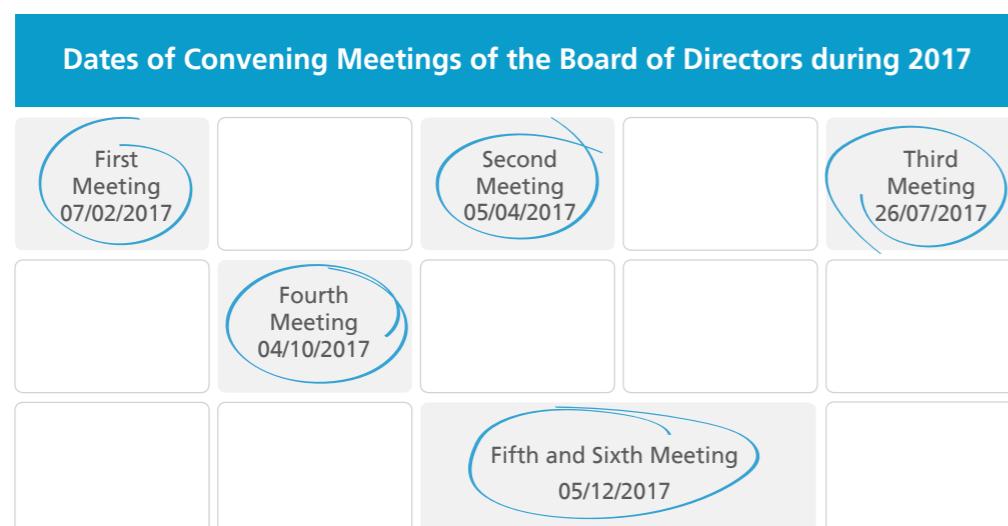 Dates of Convening Meetings of the Board of Directors during 2017
First
Meeting
07/02/2017
Second
Meeting
05/04/2017
Third
Meeting
26/07/2017
Fourth
Meeting
04/10/2017
Fifth and Sixth Meeting
05/12/2017